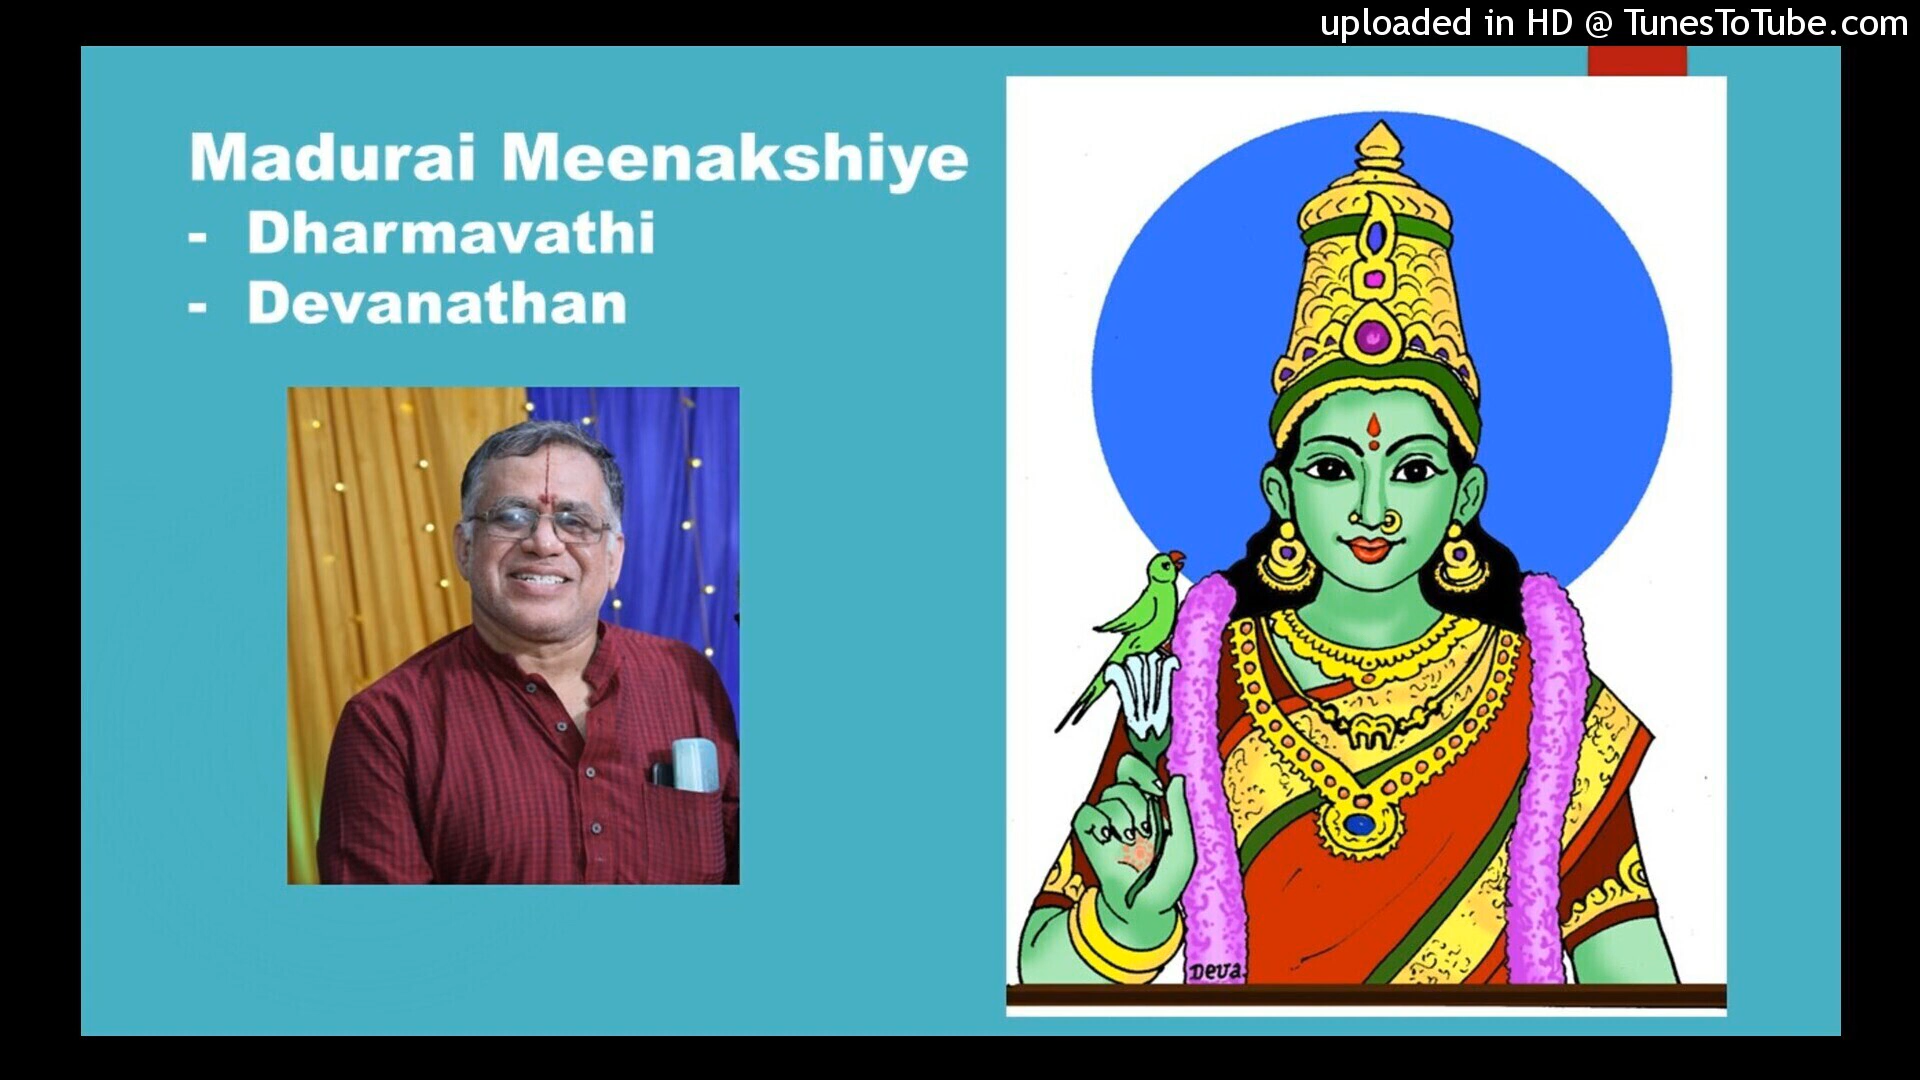 uploaded in HD @ TunesToTube.com
Madurai Meenakshiye
- Dharmavathi
- Devanathan
Deva.